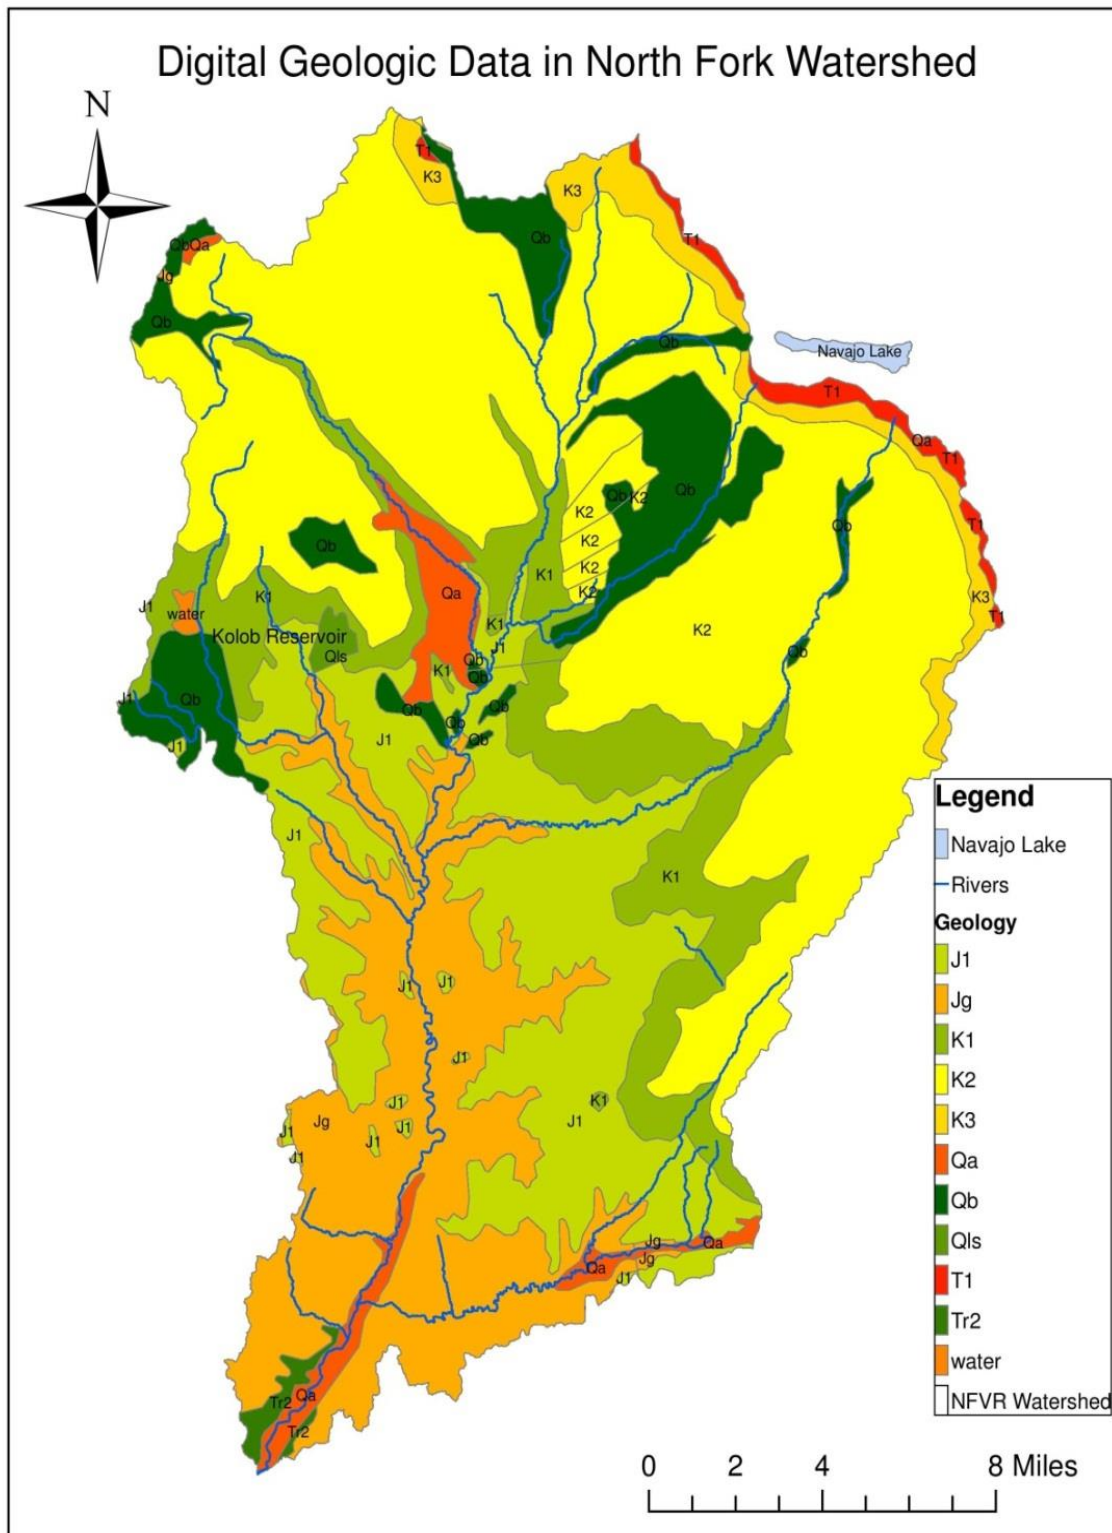 Digital Geologic Data in North Fork Watershed
N
T1
K3
K3
Qb
T1
QbQa
Jg
Qb
Qb
Navajo Lake
T1
Qa
T1
Qb
Qb
K2
Qb
K2
Qb
T1
K2
Qb
K2
K1
K2
Qa
K1
J1
water
K3
T1
K1
J1
K2
Kolob Reservoir
Qls
Qb
Qb
K1
Qb
J1
Qb
Qb
Qb
Qb
J1
Qb
J1
J1
K1
J1
J1
J1
J1
K1
J1
J1
J1
Jg
J1
J1
J1
Jg
Qa
Jg
Qa
J1
Tr2
Qa
Tr2
Legend
Navajo Lake
Rivers
Geology
J1
Jg
K1
K2
K3
Qa
Qb
Qls
T1
Tr2
water
NFVR Watershed
0 2 4 8 Miles